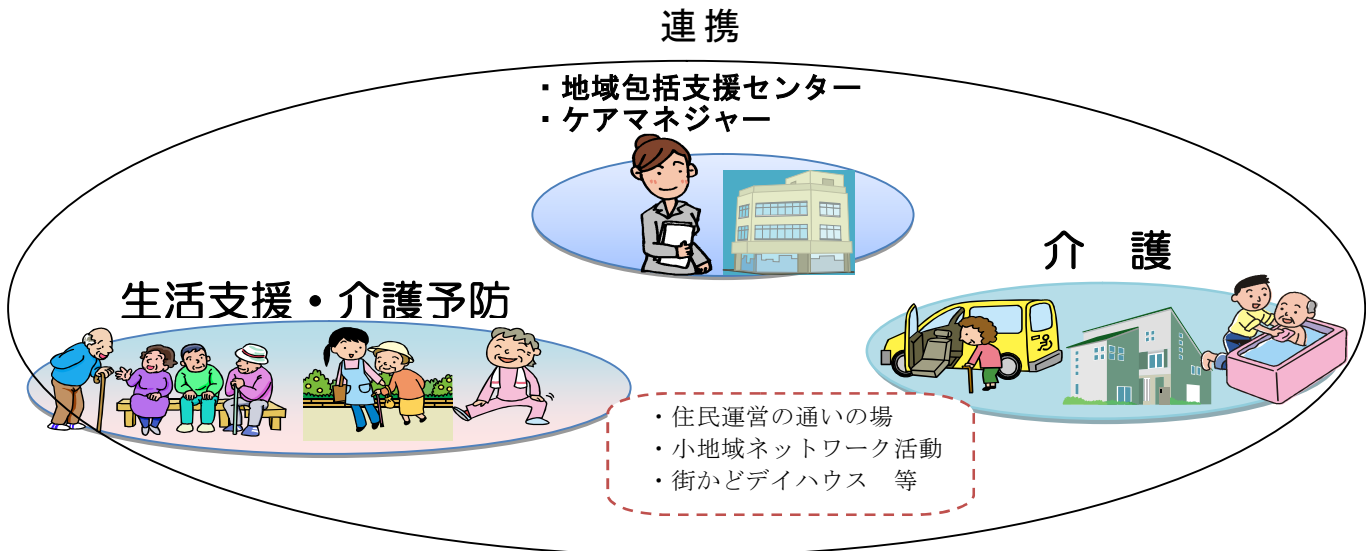 連携
・地域包括支援センター
・ケアマネジャー
介　護
生活支援・介護予防
・住民運営の通いの場
・小地域ネットワーク活動
・街かどデイハウス　等